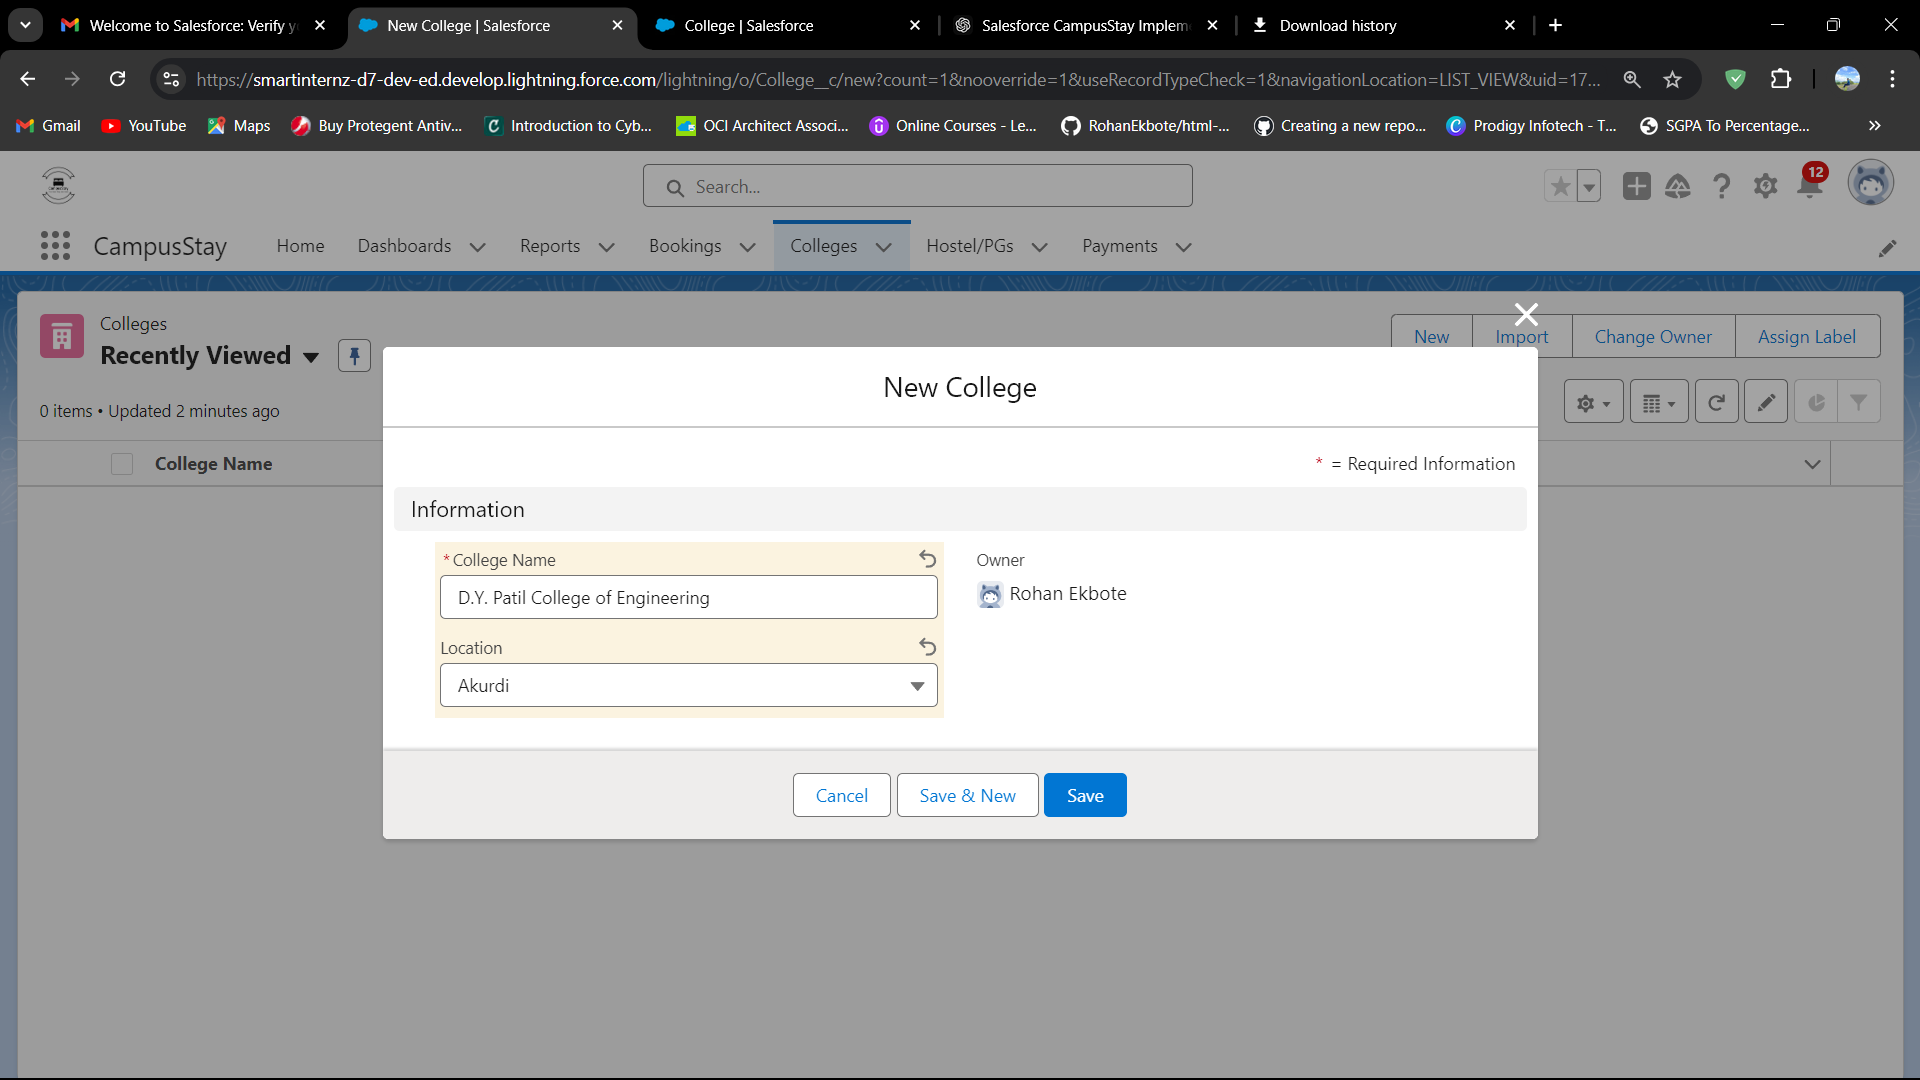 Welcome to Salesforce: Verify y
New College | Salesforce
College | Salesforce
Salesforce CampusStay Implem
Download history
https://smartinternz-d7-dev-ed.develop.lightning.force.com/lightning/o/College__c/new?count=1&nooverride=1&useRecordTypeCheck=1&navigationLocation=LIST_VIEW&uid=17...
Gmail
YouTube
Maps
Buy Protegent Antiv...
Introduction to Cyb...
OCI Architect Associ...
Online Courses - Le...
RohanEkbote/html-...
Creating a new repo...
Prodigy Infotech - T...
SGPA To Percentage...
Search...
12
CampusStay
Home
Dashboards
Reports
Bookings
Colleges
Hostel/PGs
Payments
Colleges
Recently Viewed
New
Import
Change Owner
Assign Label
0 items • Updated 2 minutes ago
College Name
New College
* = Required Information
Information
* College Name
D.Y. Patil College of Engineering
Owner
Rohan Ekbote
Location
Akurdi
Cancel
Save & New
Save